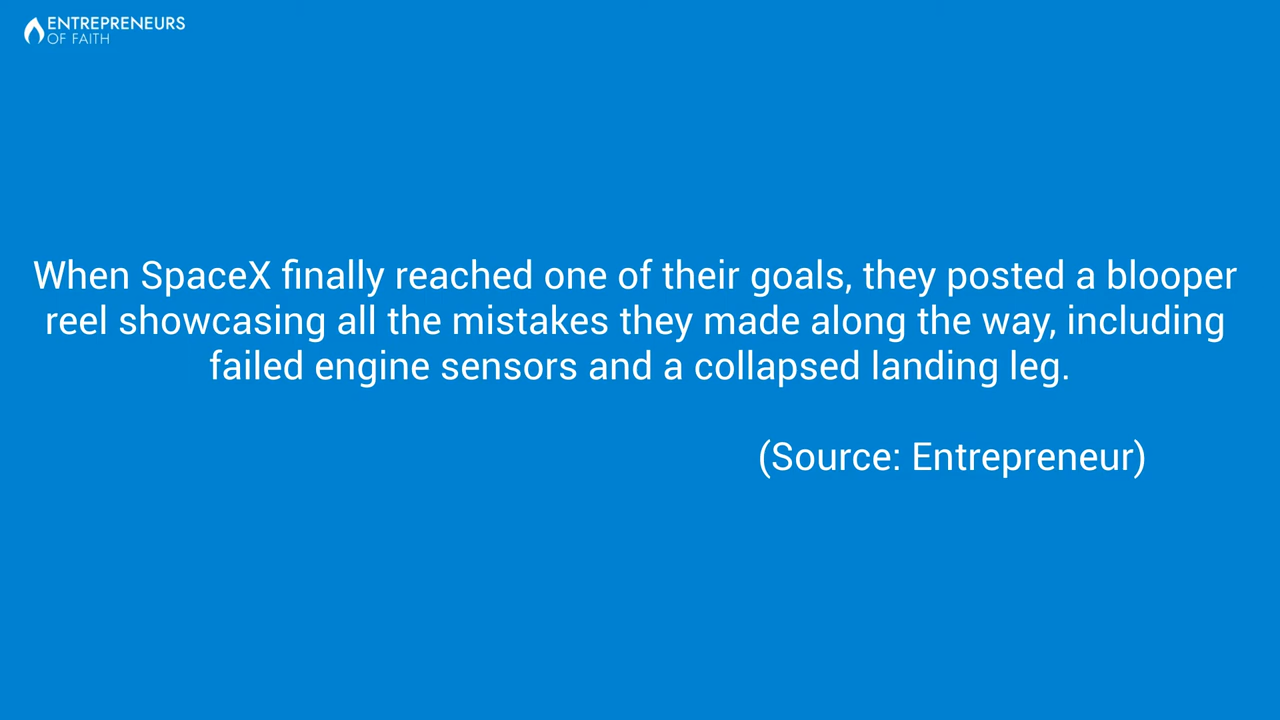 ENTREPRENEURS
OF FAITH
When SpaceX finally reached one of their goals, they posted a blooper
reel showcasing all the mistakes they made along the way, including
failed engine sensors and a collapsed landing leg.
(Source: Entrepreneur)